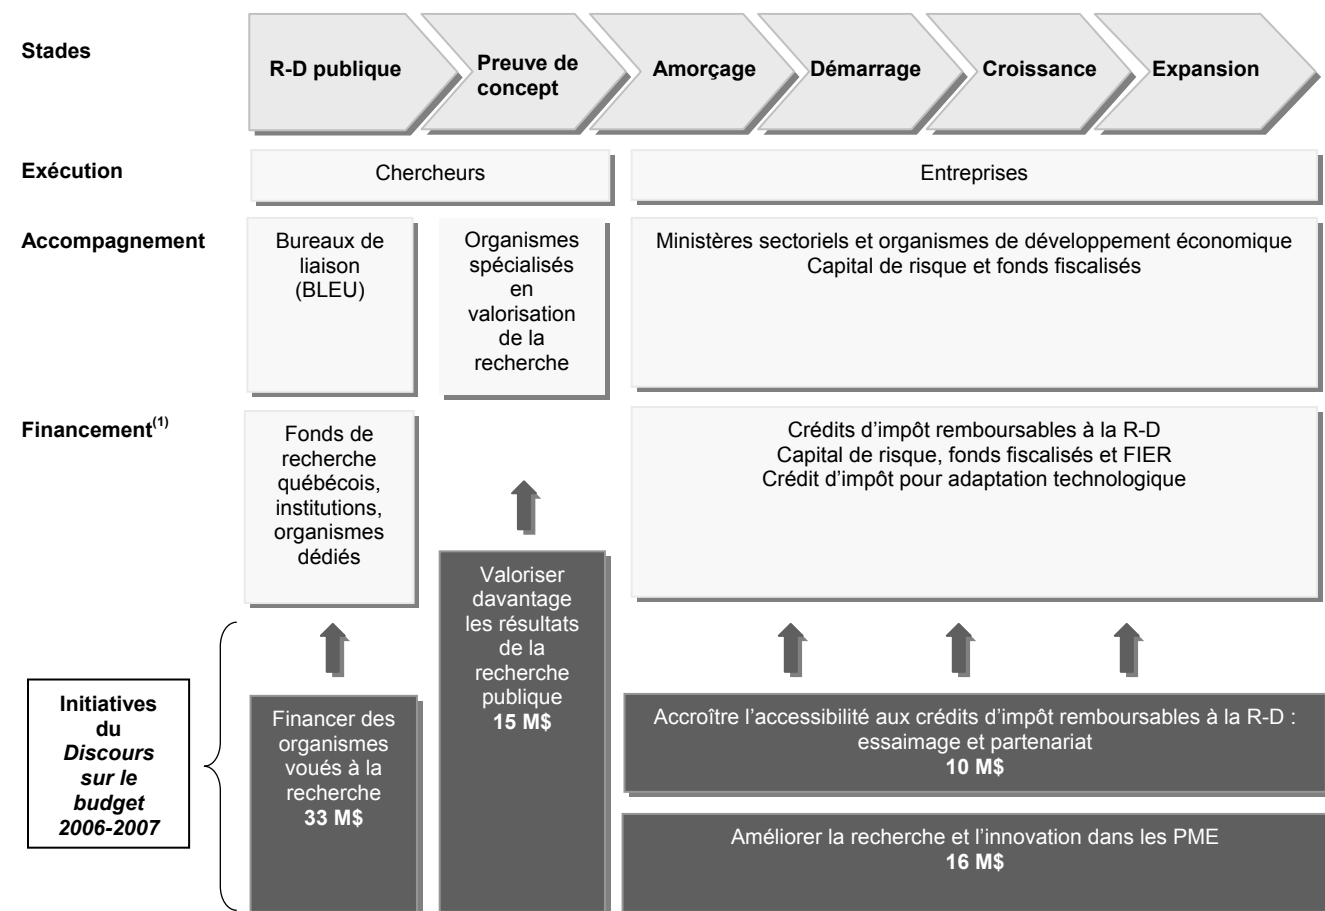 Stades
R-D publique
Preuve de
concept
Amorçage
Démarrage
Croissance
Expansion
Exécution
Chercheurs
Entreprises
Accompagnement
Bureaux de
liaison
(BLEU)
Organismes
spécialisés
en
valorisation
de la
recherche
Ministères sectoriels et organismes de développement économique
Capital de risque et fonds fiscalisés
Financement(1)
Fonds de
recherche
québécois,
institutions,
organismes
dédiés
Crédits d'impôt remboursables à la R-D
Capital de risque, fonds fiscalisés et FIER
Crédit d'impôt pour adaptation technologique
Initiatives
du
Discours
sur le
budget
2006-2007
Financer des
organismes
voués à la
recherche
33 M$
Valoriser
davantage
les résultats
de la
recherche
publique
15 M$
Accroître l'accessibilité aux crédits d'impôt remboursables à la R-D :
essaimage et partenariat
10 M$
Améliorer la recherche et l'innovation dans les PME
16 M$